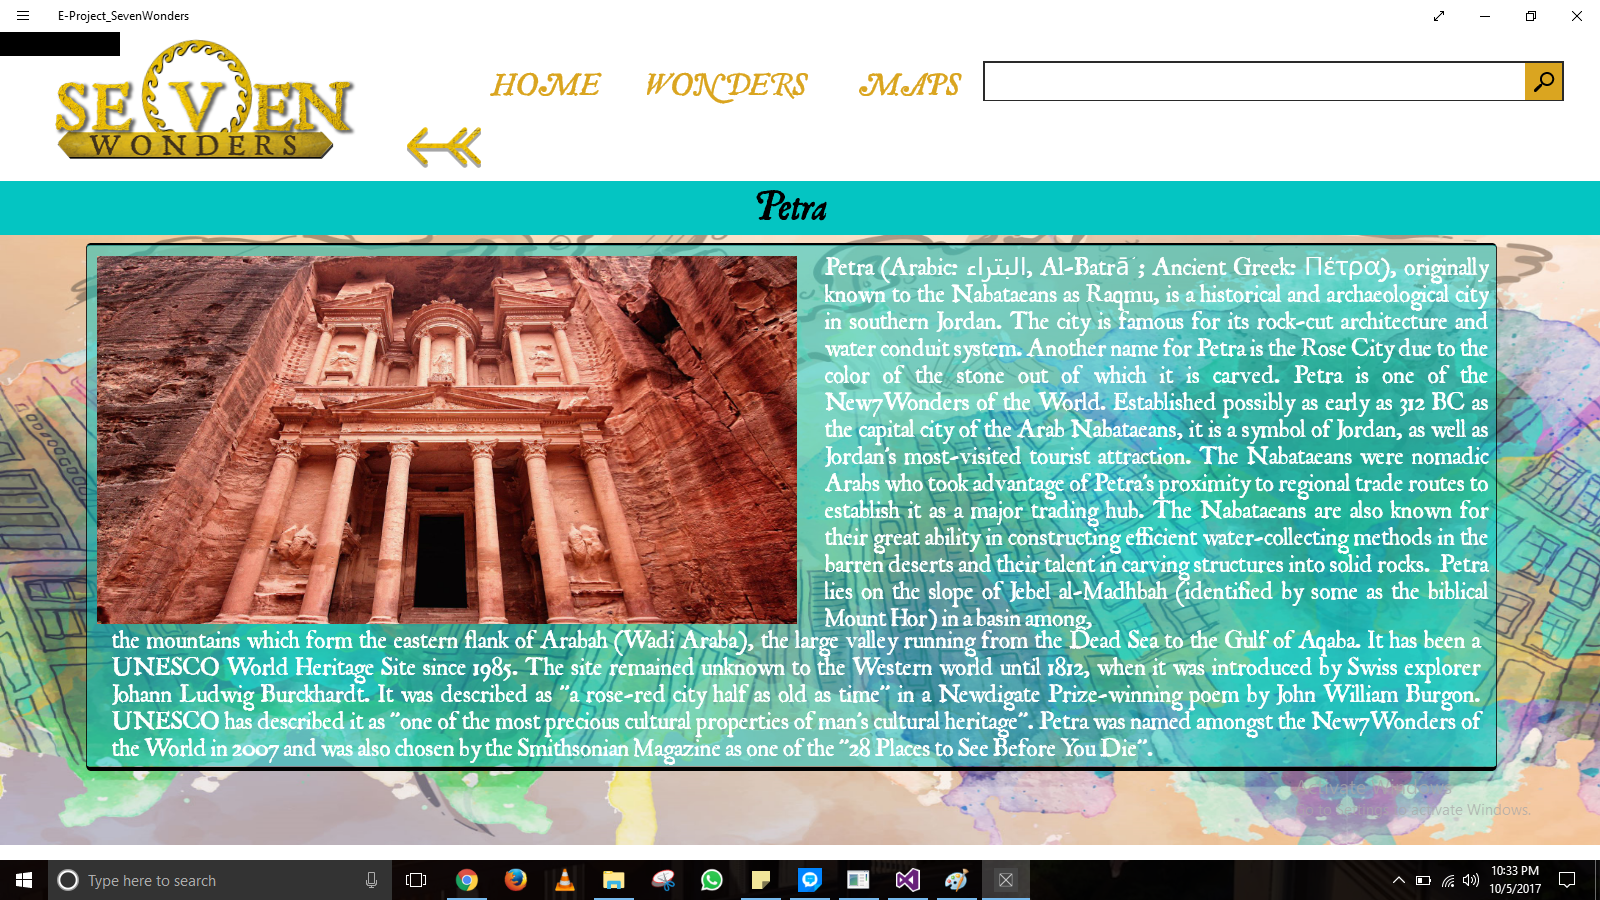 E-Project_SevenWonders
SEVEN
WONDERS
HOME WONDERS MAPS
Petra
Petra (Arabic: البتراء, Al-Batrāʾ; Ancient Greek: Πέτρα), originally
known to the Nabataeans as Raqmu, is a historical and archaeological city
in southern Jordan. The city is famous for its rock-cut architecture and
water conduit system. Another name for Petra is the Rose City due to the
color of the stone out of which it is carved. Petra is one of the
New7Wonders of the World. Established possibly as early as 312 BC as
the capital city of the Arab Nabataeans, it is a symbol of Jordan, as well as
Jordan's most-visited tourist attraction. The Nabataeans were nomadic
Arabs who took advantage of Petra's proximity to regional trade routes to
establish it as a major trading hub. The Nabataeans are also known for
their great ability in constructing efficient water-collecting methods in the
barren deserts and their talent in carving structures into solid rocks. Petra
lies on the slope of Jebel al-Madhbah (identified by some as the biblical
Mount Hor) in a basin among,
the mountains which form the eastern flank of Arabah (Wadi Araba), the large valley running from the Dead Sea to the Gulf of Aqaba. It has been a
UNESCO World Heritage Site since 1985. The site remained unknown to the Western world until 1812, when it was introduced by Swiss explorer
Johann Ludwig Burckhardt. It was described as "a rose-red city half as old as time" in a Newdigate Prize-winning poem by John William Burgon.
UNESCO has described it as "one of the most precious cultural properties of man's cultural heritage". Petra was named amongst the New7Wonders of
the World in 2007 and was also chosen by the Smithsonian Magazine as one of the "28 Places to See Before You Die".
Activate Windows
Go to Settings to activate Windows.
Type here to search
10:33 PM
10/5/2017